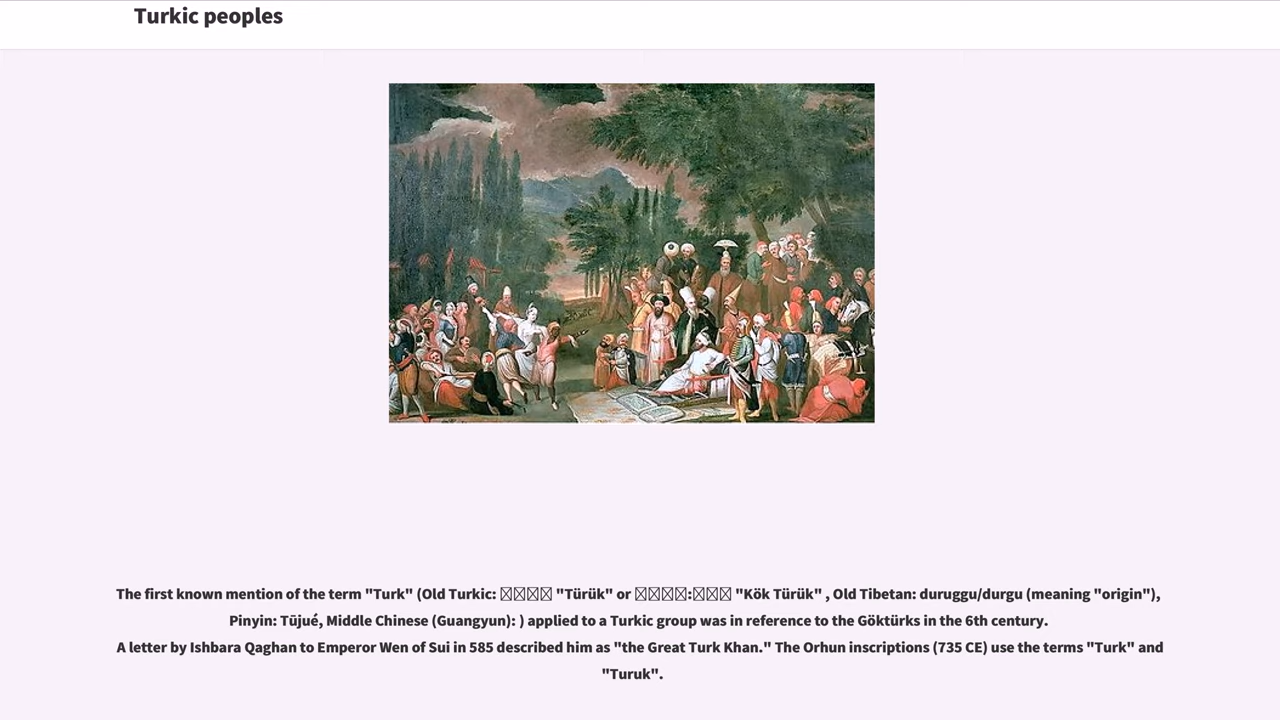 Turkic peoples
The first known mention of the term "Turk" (Old Turkic: "Türük" or : "Kök Türük" , Old Tibetan: duruggu/durgu (meaning "origin"),
Pinyin: Tūjué, Middle Chinese (Guangyun): ) applied to a Turkic group was in reference to the Göktürks in the 6th century.
A letter by Ishbara Qaghan to Emperor Wen of Sui in 585 described him as "the Great Turk Khan." The Orhun inscriptions (735 CE) use the terms "Turk" and
"Turuk".